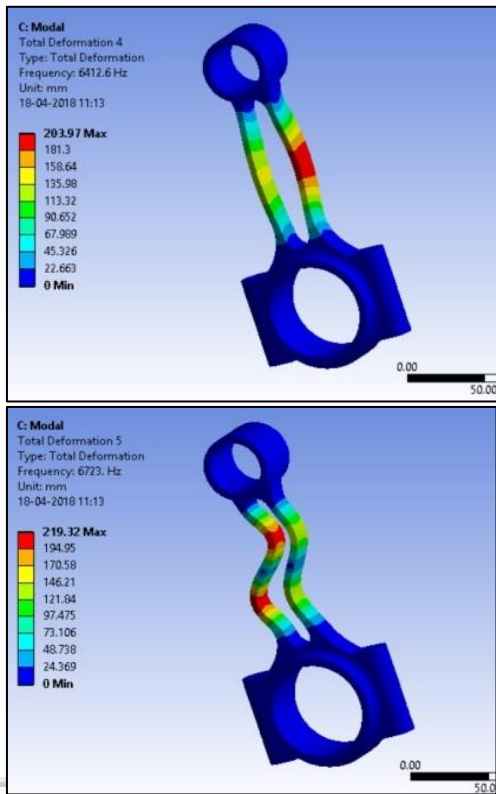 C: Modal
Total Deformation 4
Type: Total Deformation
Frequency: 6412.6 Hz
Unit: mm
18-04-2018 11:13
203.97 Max
181.3
158.64
135.98
113.32
90.652
67.989
45.326
22.663
0 Min
0.00
50.00
C: Modal
Total Deformation 5
Type: Total Deformation
Frequency: 6723. Hz
Unit: mm
18-04-2018 11:13
219.32 Max
194.95
170.58
146.21
121.84
97.475
73.106
48.738
24.369
0 Min
0.00
50.0